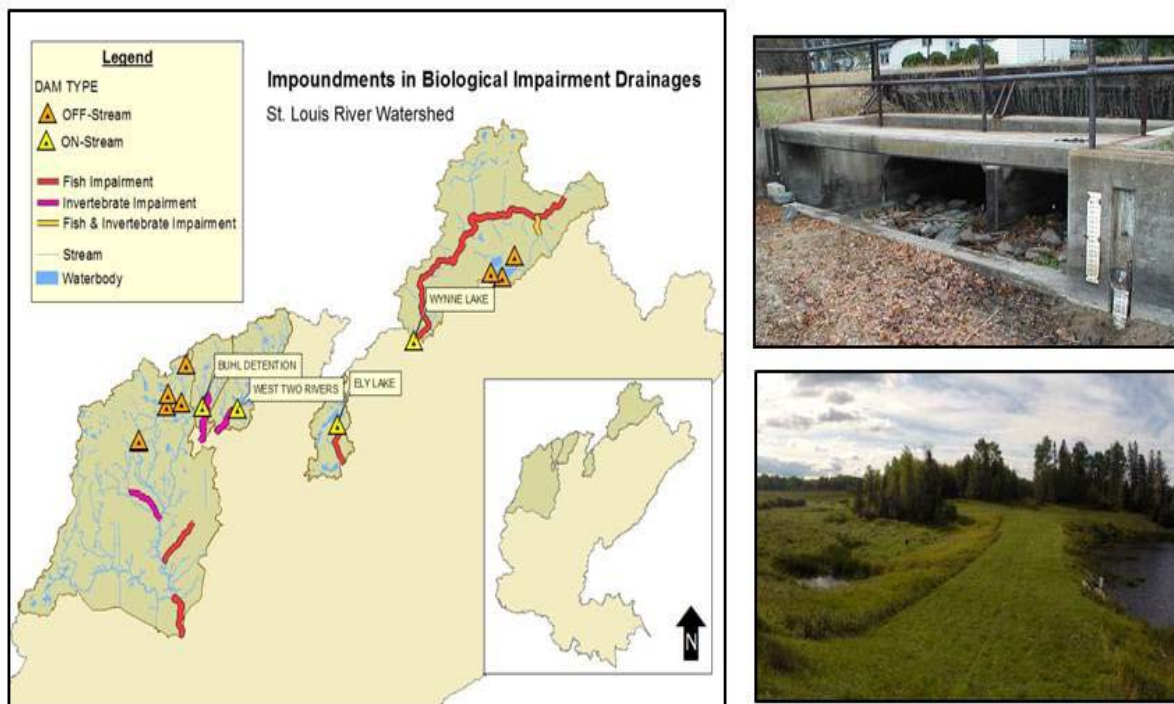 Legend
DAM TYPE
OFF-Stream
ON-Stream
Fish Impairment
Invertebrate Impairment
Fish & Invertebrate Impairment
Stream
Waterbody
Impoundments in Biological Impairment Drainages
St. Louis River Watershed
WYNNE LAKE
BUHL DETENTION
WEST TWO RIVERS
ELY LAKE
N